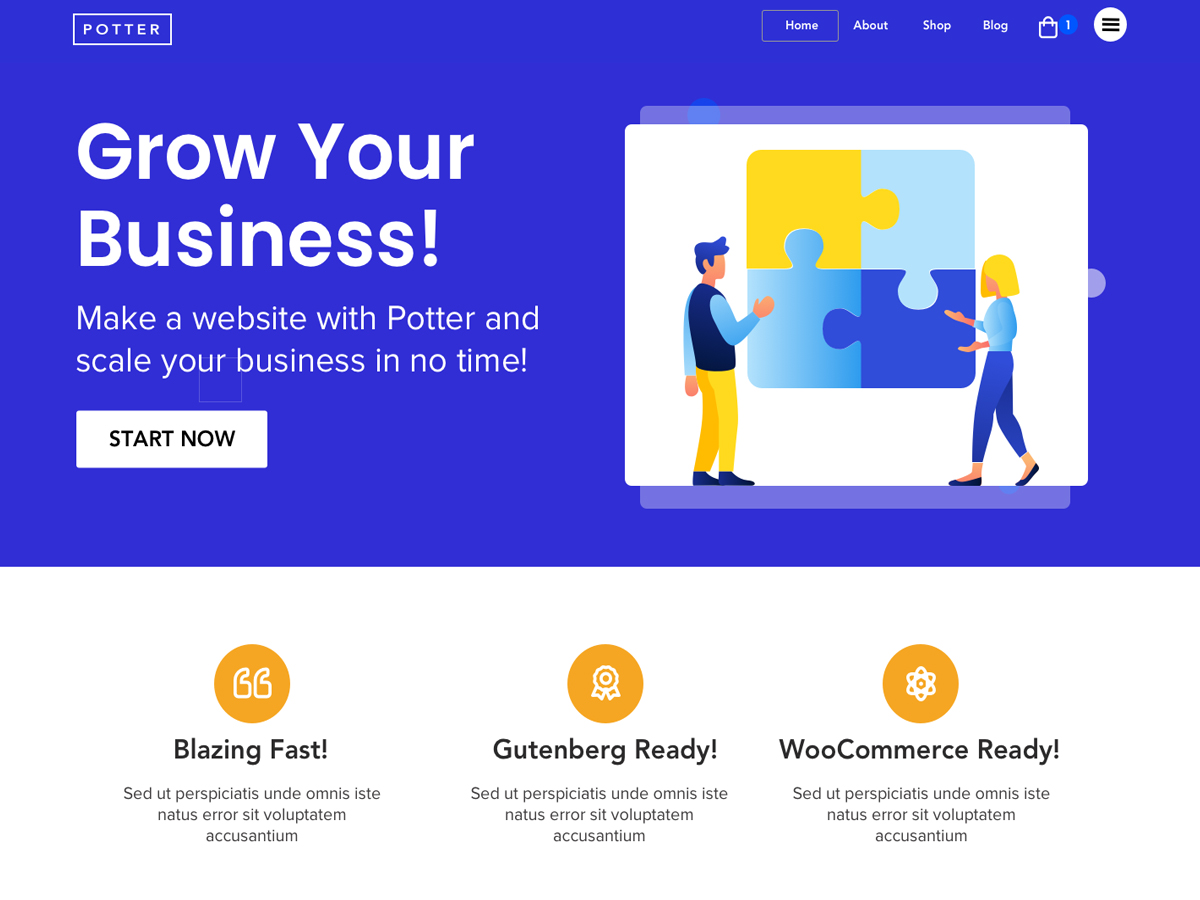 POTTER
Home About Shop Blog 1
Grow Your
Business!
Make a website with Potter and
scale your business in no time!
START NOW
Blazing Fast!
Sed ut perspiciatis unde omnis iste
natus error sit voluptatem
accusantium
Gutenberg Ready!
Sed ut perspiciatis unde omnis iste
natus error sit voluptatem
accusantium
WooCommerce Ready!
Sed ut perspiciatis unde omnis iste
natus error sit voluptatem
accusantium